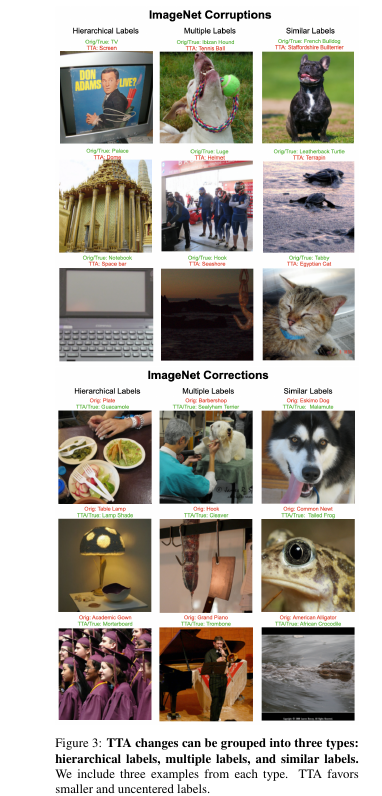 ImageNet Corruptions
Hierarchical Labels Multiple Labels Similar Labels
Orig/True: TV Orig/True: Ibizan Hound Orig/True: French Bulldog
TTA: Screen TTA: Tennis Ball TTA: Staffordshire Bullterrier
DON
ADAMS LIVE?
Orig/True: Palace Orig/True: Luge Orig/True: Leatherback Turtle
TTA: Dome TTA: Helmet TTA: Terrapin
Orig/True: Notebook Orig/True: Hook Orig/True: Tabby
TTA: Space bar TTA: Seashore TTA: Egyptian Cat
ImageNet Corrections
Hierarchical Labels Multiple Labels Similar Labels
Orig: Plate Orig: Barbershop Orig: Eskimo Dog
TTA/True: Guacamole TTA/True: Sealyham Terrier TTA/True: Malamute
Orig: Table Lamp Orig: Hook Orig: Common Newt
TTA/True: Lamp Shade TTA/True: Cleaver TTA/True: Tailed Frog
Orig: Academic Gown Orig: Grand Piano Orig: American Alligator
TTA/True: Mortarboard TTA/True: Trombone TTA/True: African Crocodile
Figure 3: TTA changes can be grouped into three types:
hierarchical labels, multiple labels, and similar labels.
We include three examples from each type. TTA favors
smaller and uncentered labels.